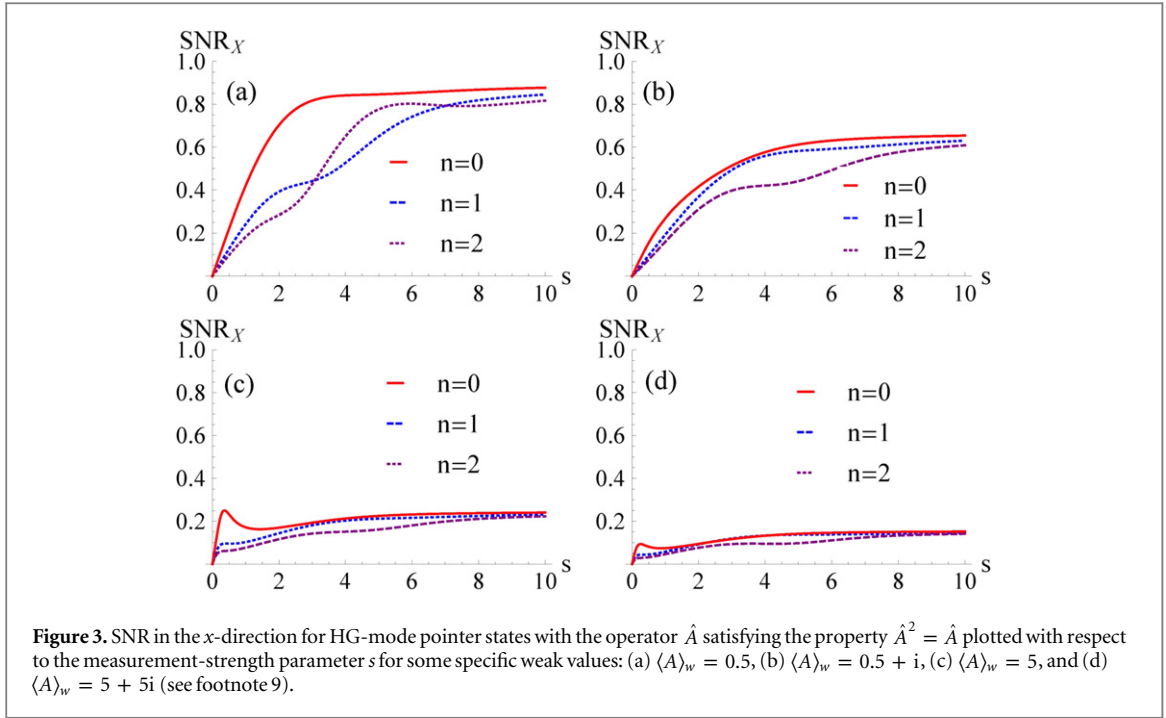 SNR_X
1.0
0.8
0.6
0.4
0.2
(a)
n=0
n=1
n=2
0 2 4 6 8 10 s
SNR_X
1.0
0.8
0.6
0.4
0.2
(b)
n=0
n=1
n=2
0 2 4 6 8 10 s
SNR_X
1.0
0.8
0.6
0.4
0.2
(c)
n=0
n=1
n=2
0 2 4 6 8 10 s
SNR_X
1.0
0.8
0.6
0.4
0.2
(d)
n=0
n=1
n=2
0 2 4 6 8 10 s
Figure 3. SNR in the x-direction for HG-mode pointer states with the operator Â satisfying the property Â² = Â plotted with respect
to the measurement-strength parameter s for some specific weak values: (a) ⟨A⟩_w = 0.5, (b) ⟨A⟩_w = 0.5 + i, (c) ⟨A⟩_w = 5, and (d)
⟨A⟩_w = 5 + 5i (see footnote 9).